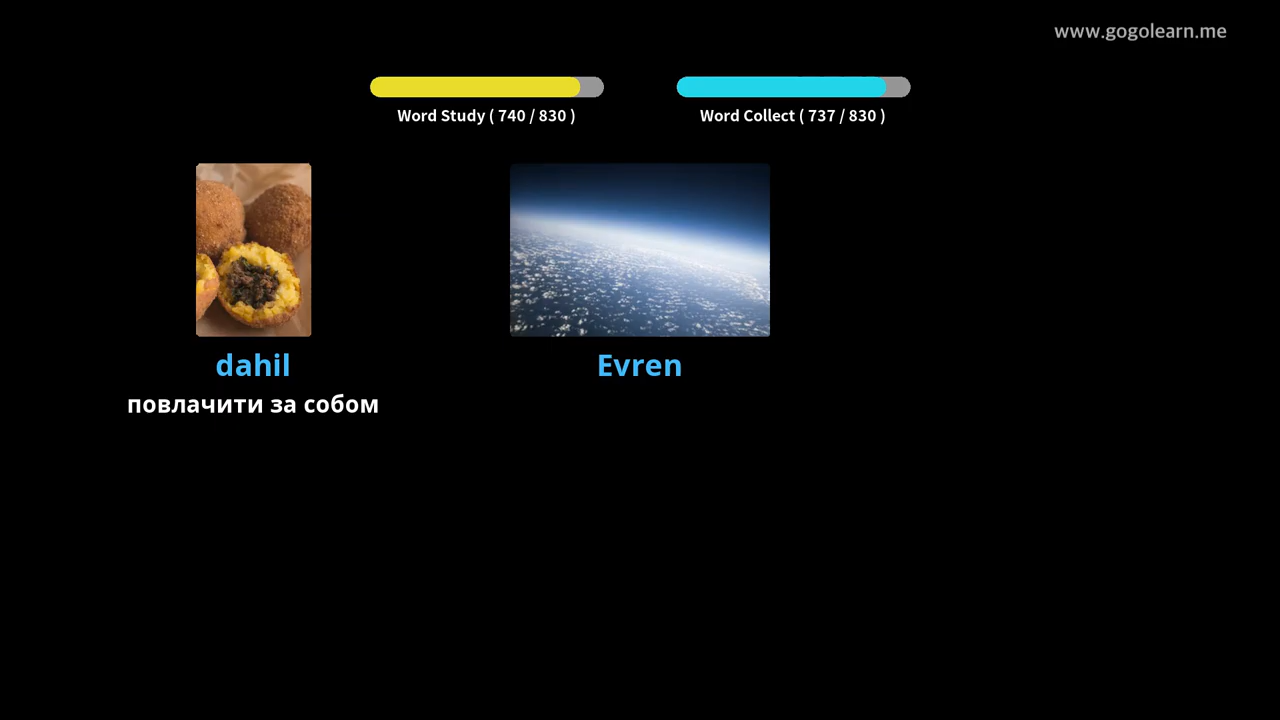 www.gogolearn.me
Word Study ( 740 / 830 )
Word Collect ( 737 / 830 )
dahil
Evren
повлачити за собом